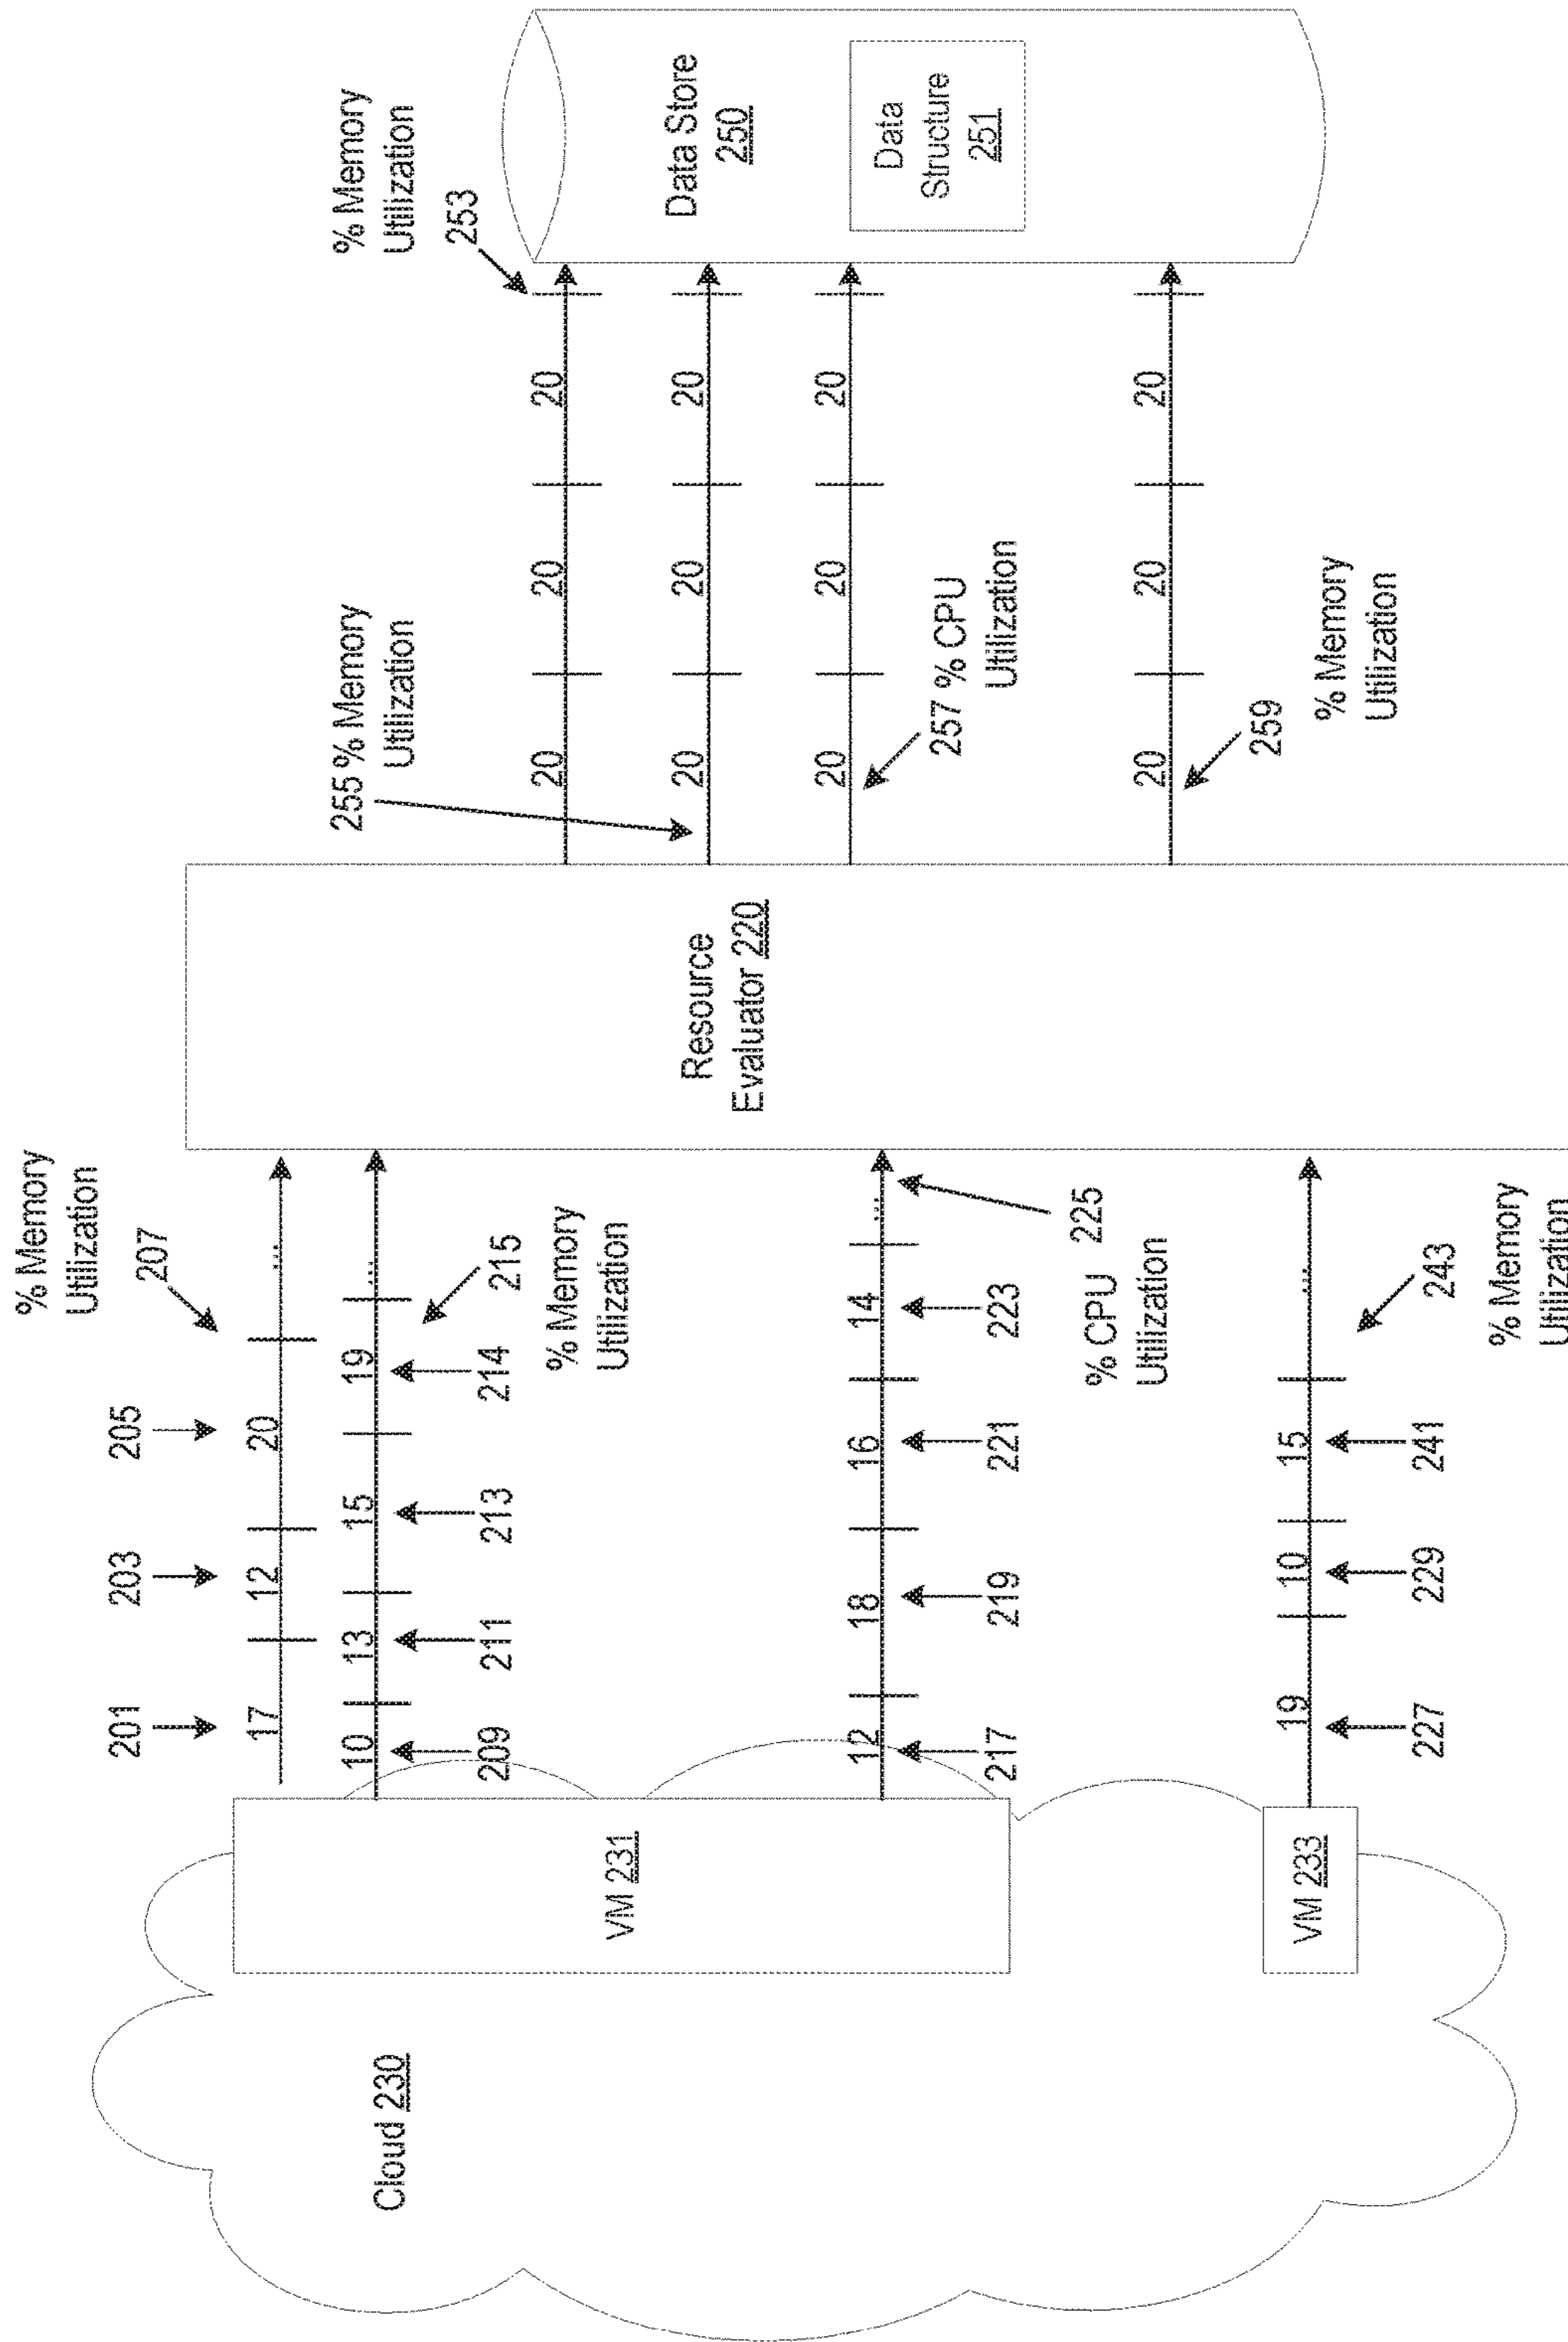 Cloud 230
VM 231
VM 233
% Memory
Utilization
207
201
203
205
17
12
20
...
10
13
15
19
...
209
211
213
214
215
% Memory
Utilization
12
18
16
14
...
217
219
221
223
225
% CPU
Utilization
19
10
15
...
227
229
241
243
% Memory
Utilization
Resource
Evaluator 220
255 % Memory
Utilization
% Memory
Utilization
253
20
20
20
20
20
20
20
20
20
257 % CPU
Utilization
20
20
20
259
% Memory
Utilization
Data Store
250
Data
Structure
251